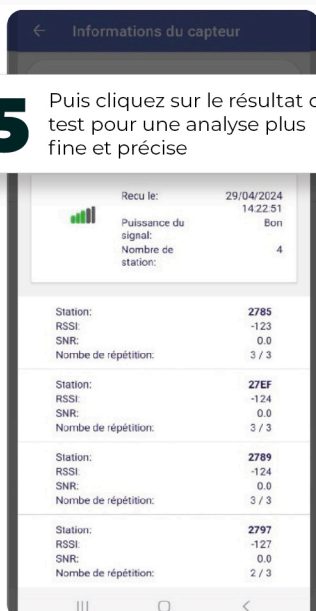 ← Informations du capteur
5
Puis cliquez sur le résultat
test pour une analyse plus
fine et précise
Recu le: 29/04/2024
14:22:51
Puissance du Bon
signal:
Nombre de 4
station:
Station: 2785
RSSI: -123
SNR: 0.0
Nombe de répétition: 3 / 3
Station: 27EF
RSSI: -124
SNR: 0.0
Nombe de répétition: 3 / 3
Station: 2789
RSSI: -124
SNR: 0.0
Nombe de répétition: 3 / 3
Station: 2797
RSSI: -127
SNR: 0.0
Nombe de répétition: 2 / 3